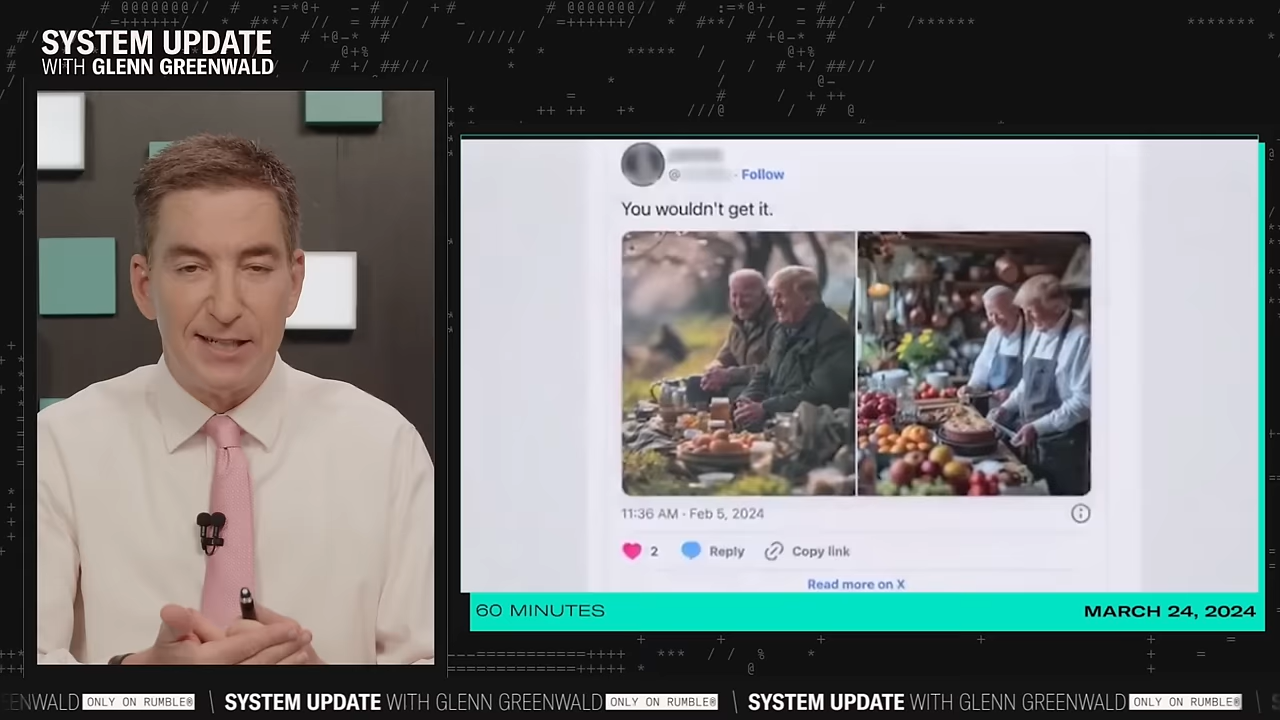 SYSTEM UPDATE
WITH GLENN GREENWALD
@ · Follow
You wouldn't get it.
11:36 AM · Feb 5, 2024
2 Reply Copy link
Read more on X
60 MINUTES MARCH 24, 2024
ENWALD ONLY ON RUMBLE® \ SYSTEM UPDATE WITH GLENN GREENWALD ONLY ON RUMBLE® \ SYSTEM UPDATE WITH GLENN GREENWALD ONLY ON RUMBLE® \